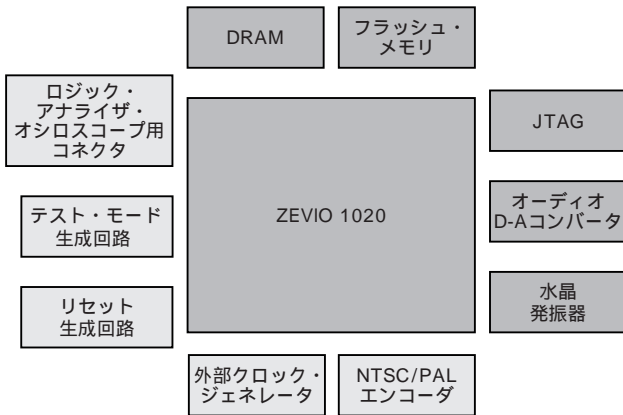 DRAM
フラッシュ・
メモリ
ロジック・
アナライザ・
オシロスコープ用
コネクタ
JTAG
テスト・モード
生成回路
ZEVIO 1020
オーディオ
D-Aコンバータ
リセット
生成回路
水晶
発振器
外部クロック・
ジェネレータ
NTSC/PAL
エンコーダ